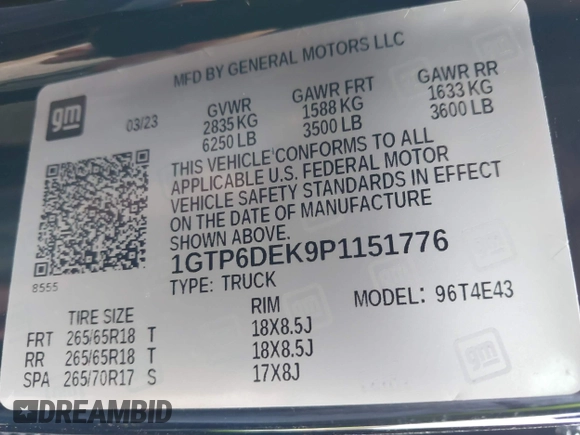 MFD BY GENERAL MOTORS LLC
gm
03/23
GVWR
2835 KG
6250 LB
GAWR FRT
1588 KG
3500 LB
GAWR RR
1633 KG
3600 LB
THIS VEHICLE CONFORMS TO ALL
APPLICABLE U.S. FEDERAL MOTOR
VEHICLE SAFETY STANDARDS IN EFFECT
ON THE DATE OF MANUFACTURE
SHOWN ABOVE.
8555
1GTP6DEK9P1151776
TYPE: TRUCK
MODEL: 96T4E43
TIRE SIZE RIM
FRT 265/65R18 T 18X8.5J
RR 265/65R18 T 18X8.5J
SPA 265/70R17 S 17X8J
gm
DREAMBID